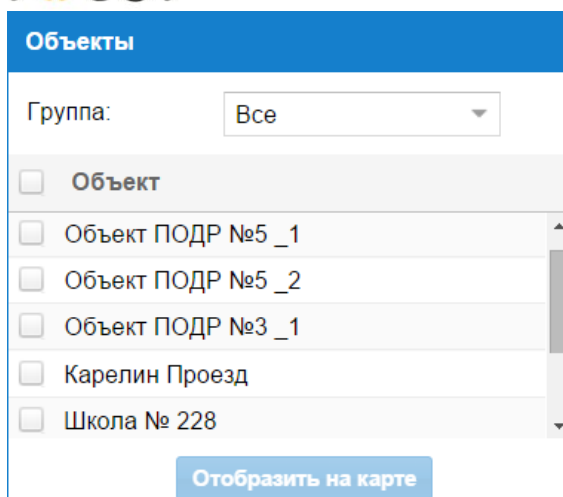 Объекты
Группа: Все
Объект
Объект ПОДР №5 _1
Объект ПОДР №5 _2
Объект ПОДР №3 _1
Карелин Проезд
Школа № 228
Отобразить на карте